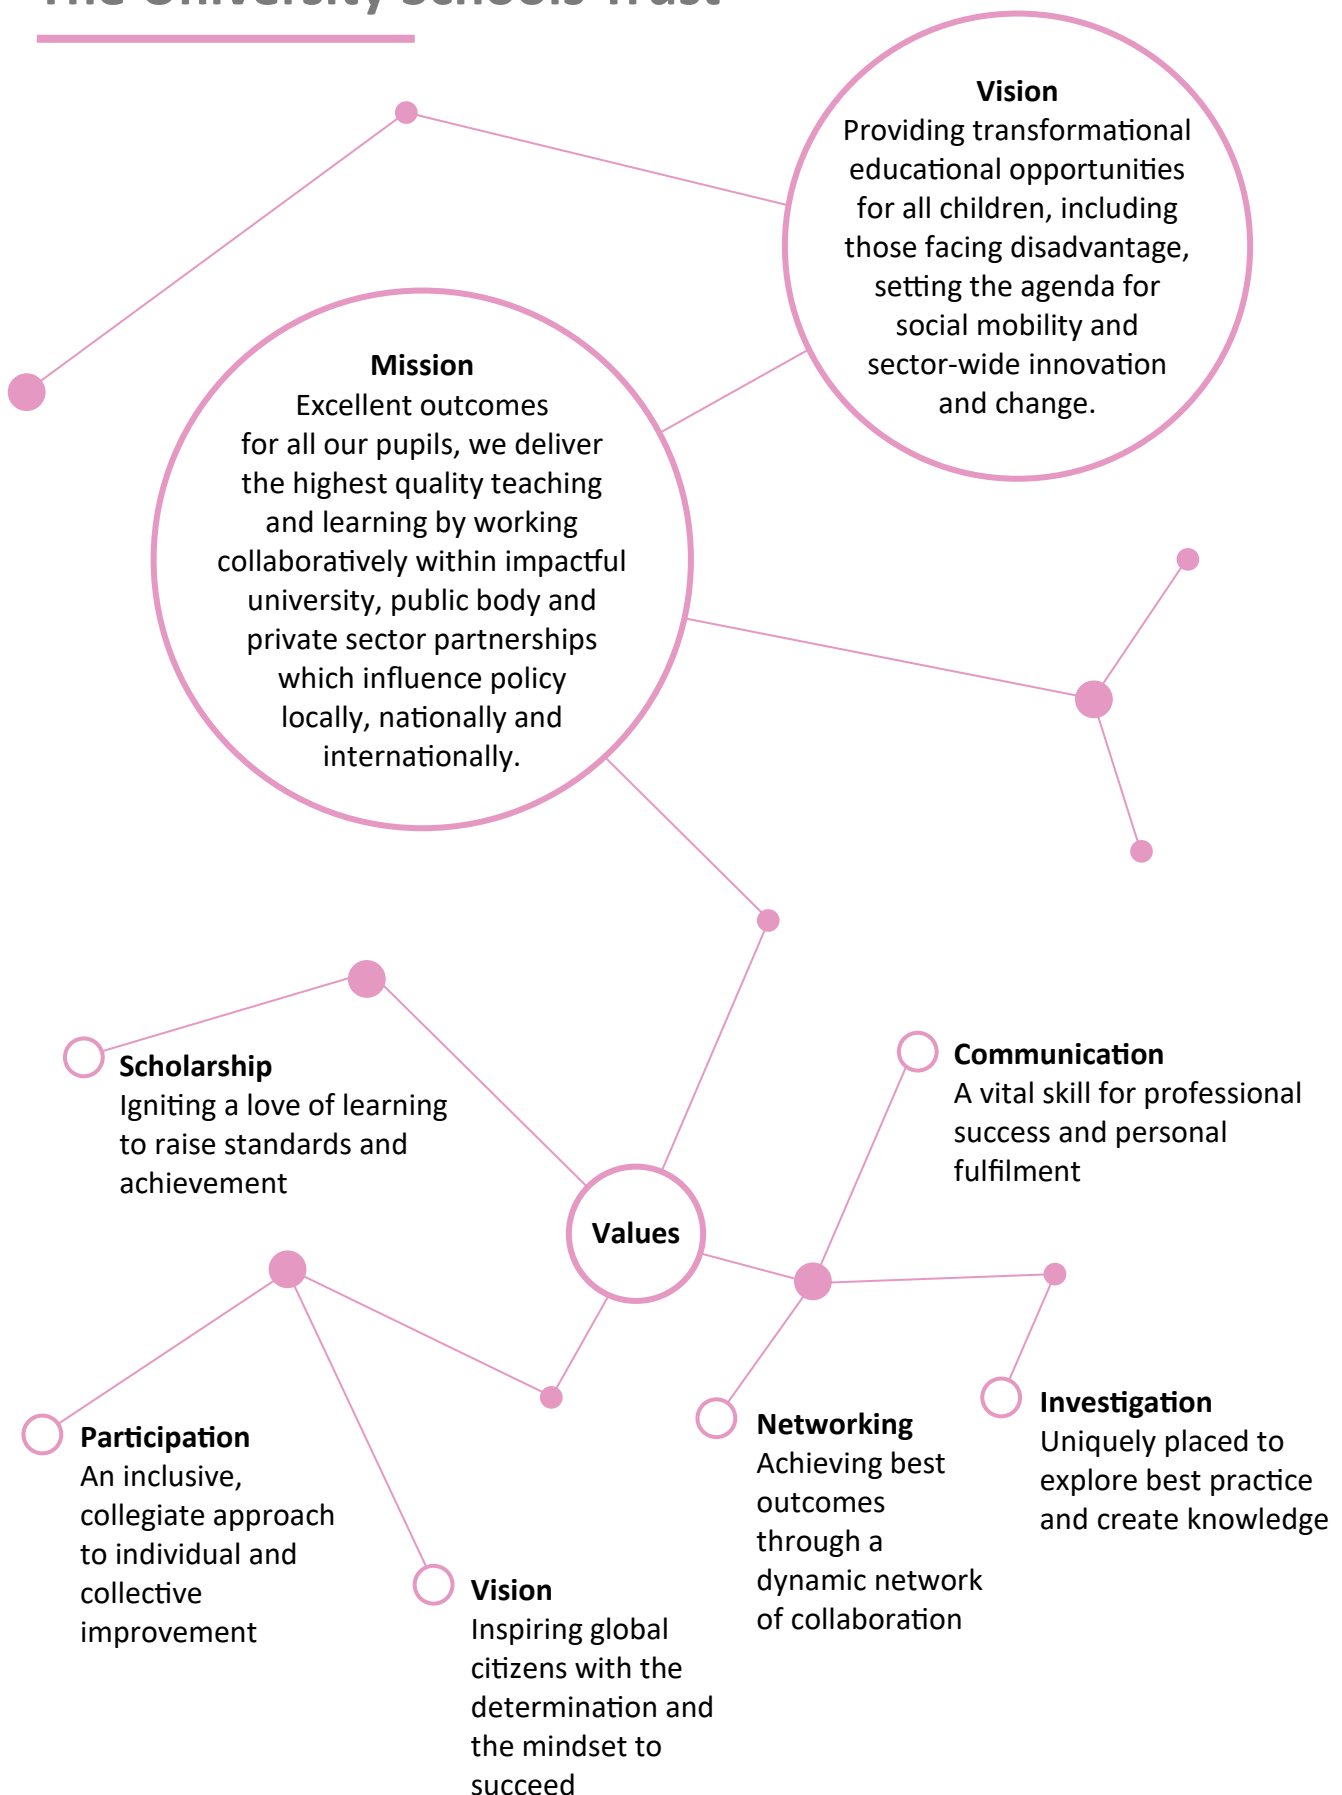 The University Schools Trust
Vision
Providing transformational
educational opportunities
for all children, including
those facing disadvantage,
setting the agenda for
social mobility and
sector-wide innovation
and change.
Mission
Excellent outcomes
for all our pupils, we deliver
the highest quality teaching
and learning by working
collaboratively within impactful
university, public body and
private sector partnerships
which influence policy
locally, nationally and
internationally.
Scholarship
Igniting a love of learning
to raise standards and
achievement
Communication
A vital skill for professional
success and personal
fulfilment
Values
Participation
An inclusive,
collegiate approach
to individual and
collective
improvement
Vision
Inspiring global
citizens with the
determination and
the mindset to
succeed
Networking
Achieving best
outcomes
through a
dynamic network
of collaboration
Investigation
Uniquely placed to
explore best practice
and create knowledge